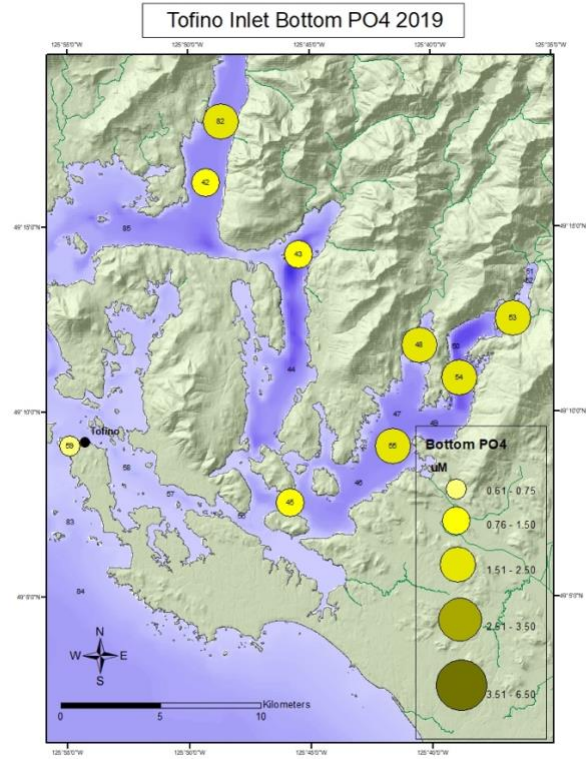 Tofino Inlet Bottom PO4 2019
125°55'0"W 125°50'0"W 125°45'0"W 125°40'0"W 125°35'0"W
82
42
85
49°15'0"N 49°15'0"N
43
51
52
53
48
50
44
54
49°10'0"N 49°10'0"N
47
49
Tofino
59
55
Bottom PO4
58
uM
46
57
45
0.61 - 0.75
56
83
0.76 - 1.50
1.51 - 2.50
84
49°5'0"N 49°5'0"N
2.51 - 3.50
N
W E
S
3.51 - 6.50
Kilometers
0 5 10
125°55'0"W 125°50'0"W 125°45'0"W 125°40'0"W